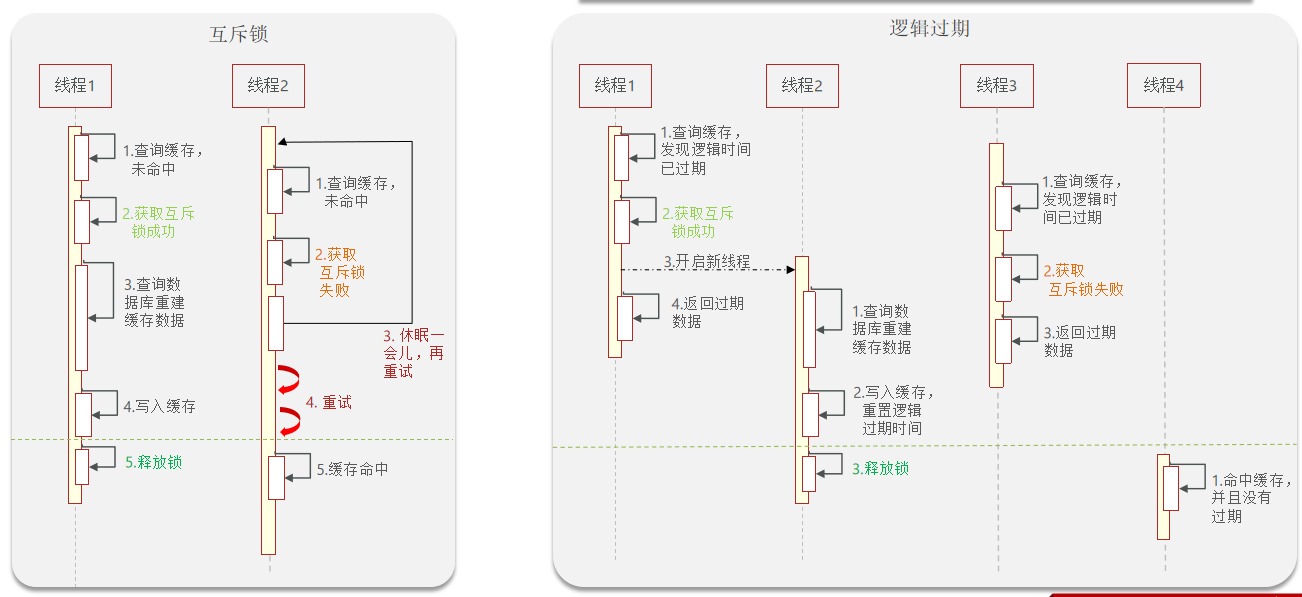 互斥锁
线程1
线程2
1.查询缓存，
未命中
2.获取互斥
锁成功
3.查询数
据库重建
缓存数据
4.写入缓存
5.释放锁
1.查询缓存，
未命中
2.获取
互斥锁
失败
3. 休眠一
会儿，再
重试
4. 重试
5.缓存命中
逻辑过期
线程1
线程2
线程3
线程4
1.查询缓存，
发现逻辑时间
已过期
2.获取互斥
锁成功
3.开启新线程
4.返回过期
数据
1.查询数
据库重建
缓存数据
2.写入缓存，
重置逻辑
过期时间
3.释放锁
1.查询缓存，
发现逻辑时
间已过期
2.获取
互斥锁失败
3.返回过期
数据
1.命中缓存，
并且没有
过期